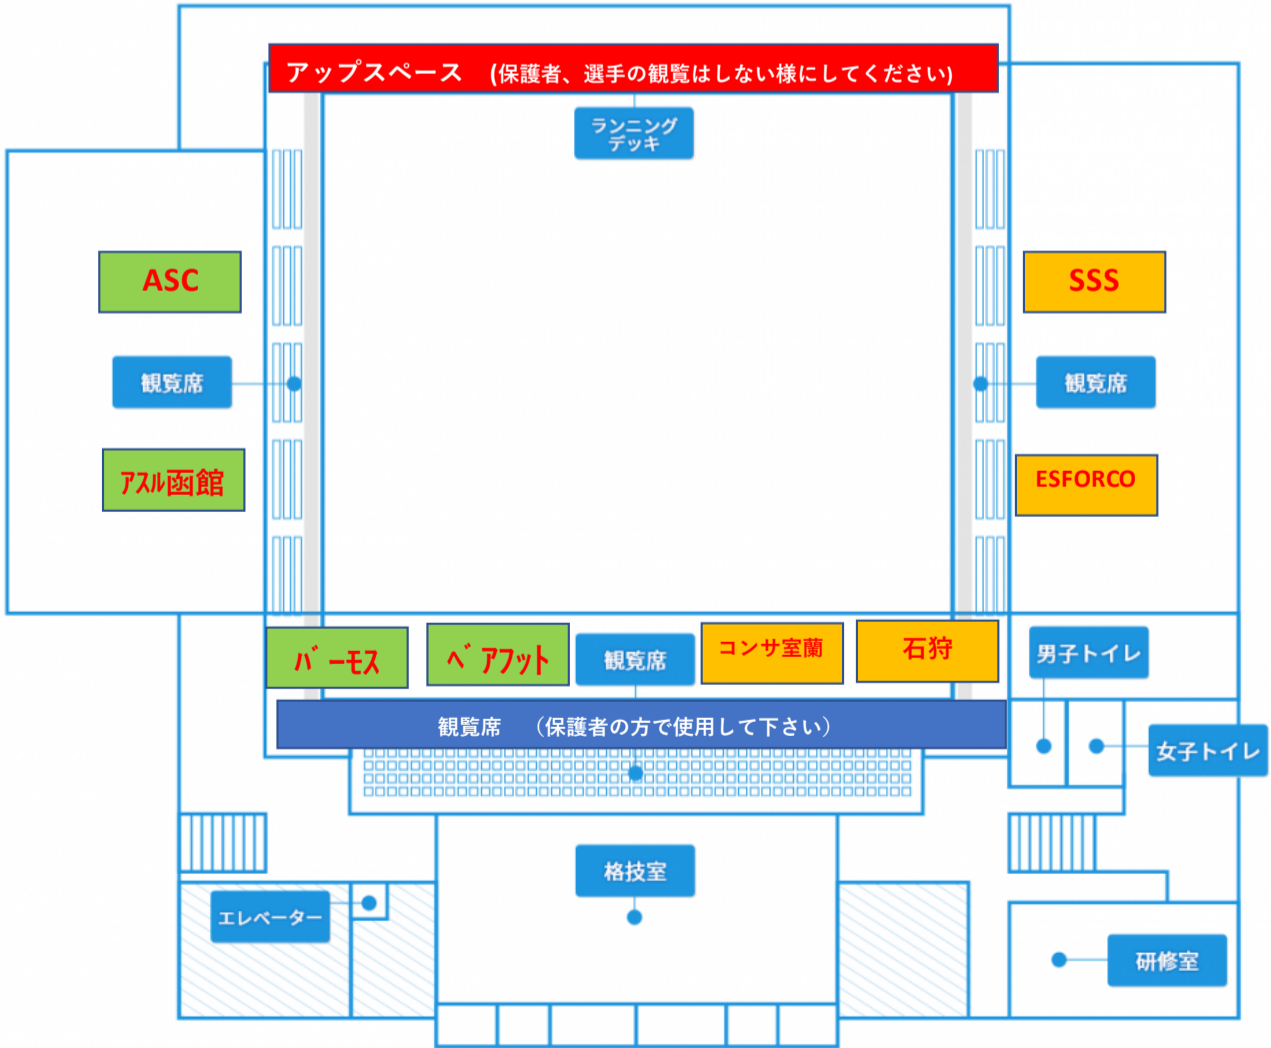 アップスペース　(保護者、選手の観覧はしない様にしてください)
ランニング
デッキ
ASC
SSS
観覧席
観覧席
ｱｽﾙ函館
ESFORCO
ﾊﾞｰﾓｽ
ﾍﾞｱﾌｯﾄ
観覧席
コンサ室蘭
石狩
男子トイレ
観覧席　（保護者の方で使用して下さい）
女子トイレ
格技室
エレベーター
研修室